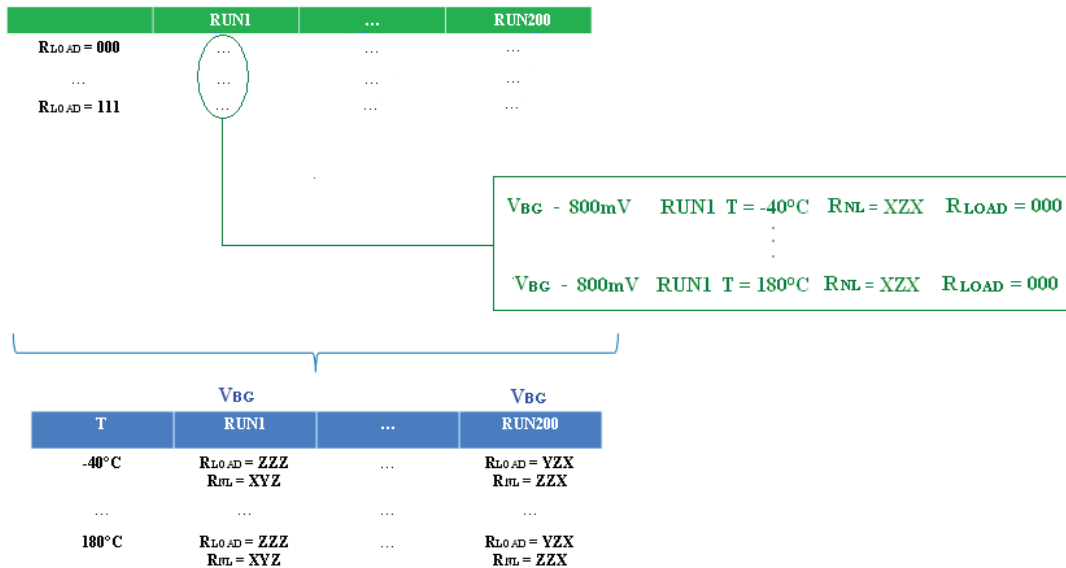 RUN1 ... RUN200
RLOAD = 000 ... ... ...
... ... ... ...
RLOAD = 111 ... ... ...
VBG - 800mV RUN1 T = -40°C RNL = XZX RLOAD = 000
⋮
VBG - 800mV RUN1 T = 180°C RNL = XZX RLOAD = 000
VBG VBG
T RUN1 ... RUN200
-40°C RLOAD = ZZZ ... RLOAD = YZX
RNL = XYZ RNL = ZZX
... ... ... ...
180°C RLOAD = ZZZ ... RLOAD = YZX
RNL = XYZ RNL = ZZX